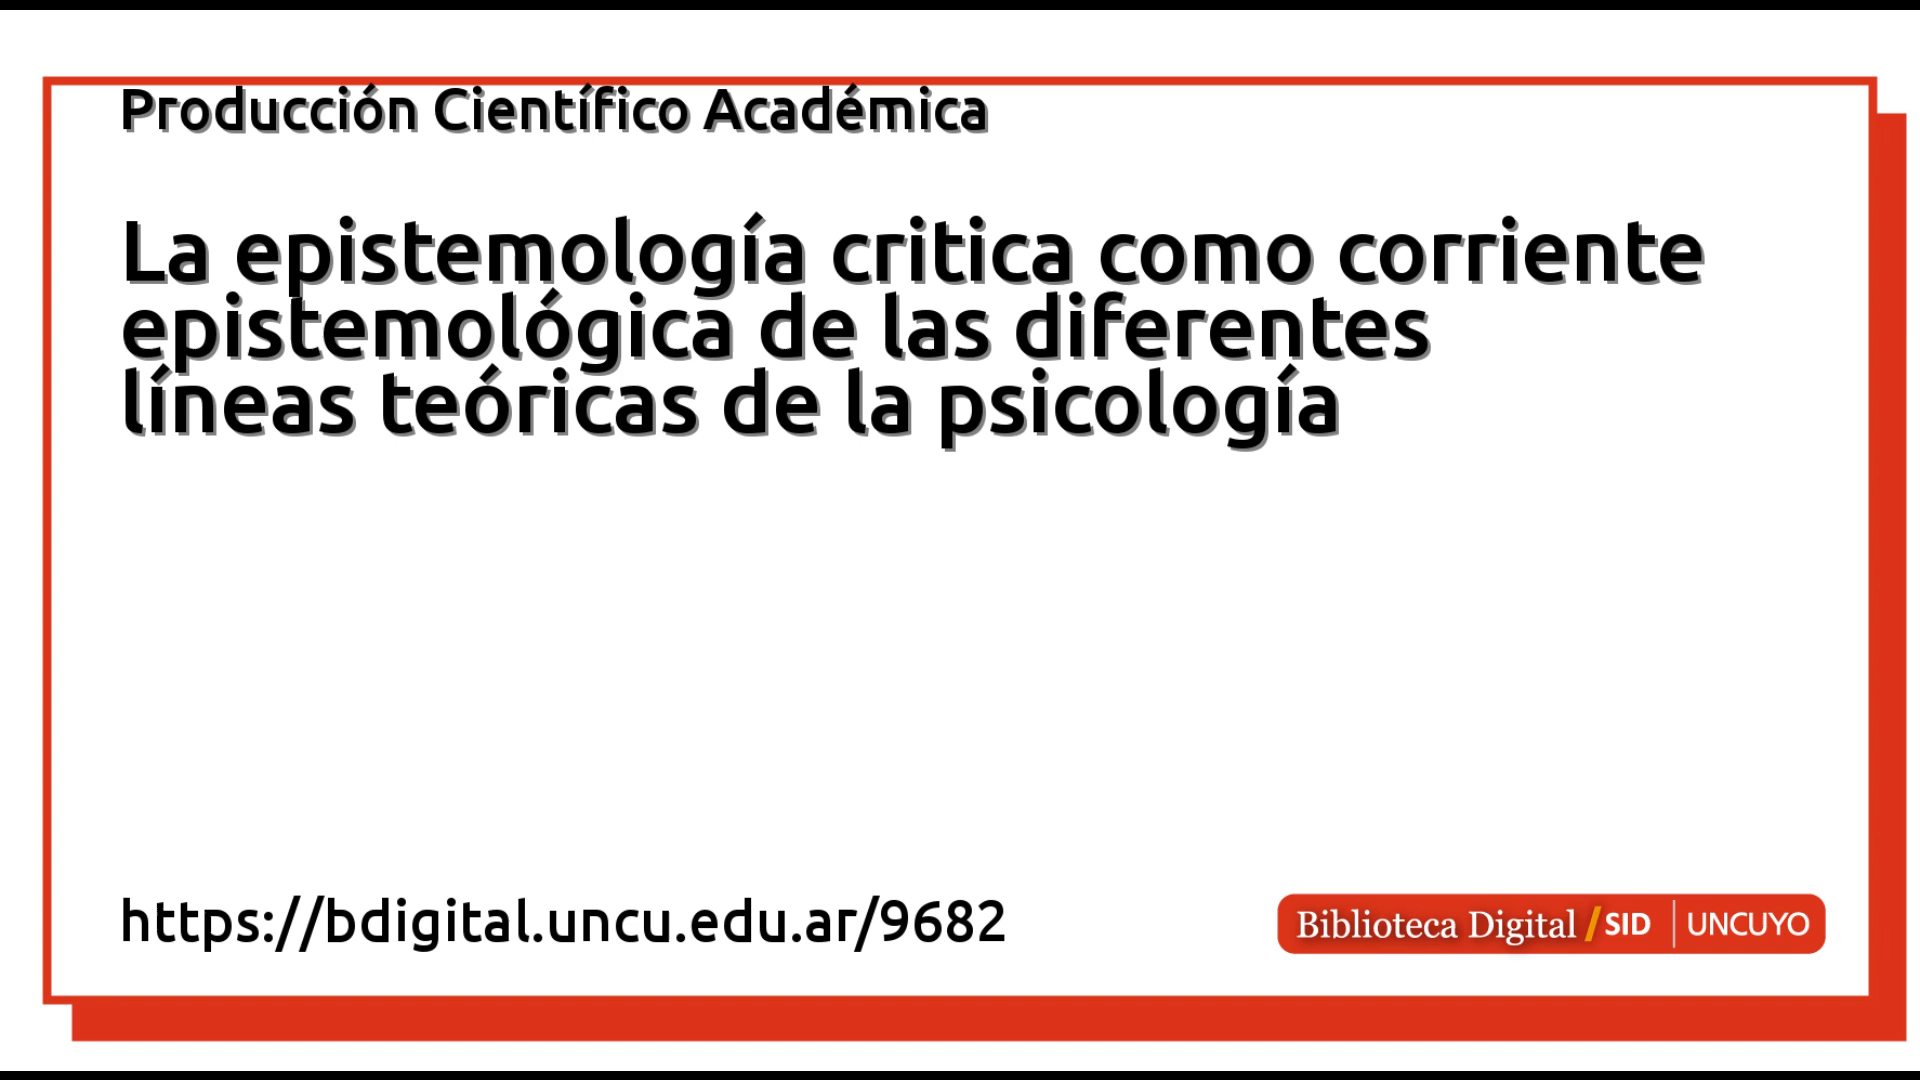 Producción Científico Académica
La epistemología critica como corriente
epistemológica de las diferentes
líneas teóricas de la psicología
https://bdigital.uncu.edu.ar/9682
Biblioteca Digital / SID | UNCUYO